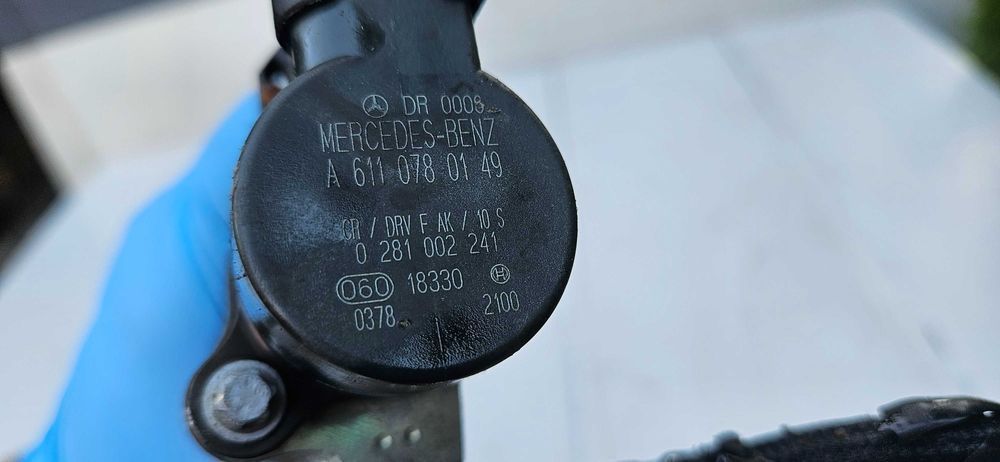 DR 0008
MERCEDES-BENZ
A 611 078 01 49
CR / DRV F AK / 10 S
0 281 002 241
060 18330
0378 2100